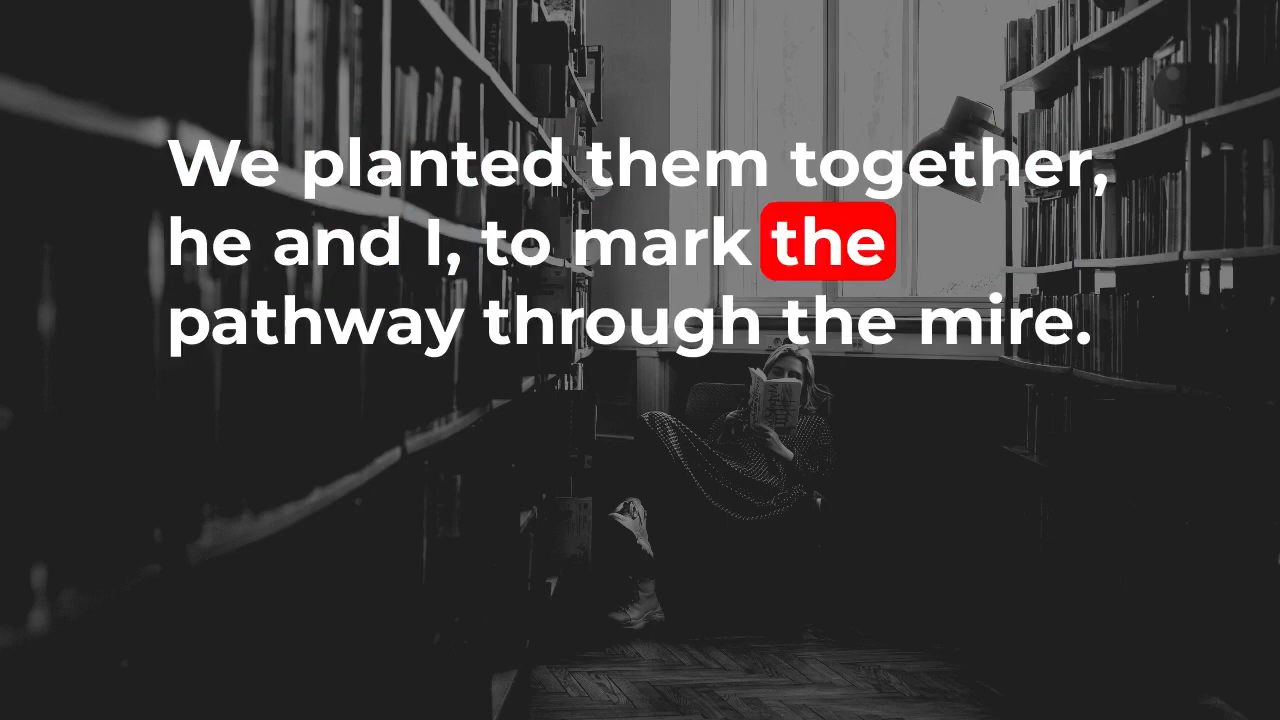 We planted them together,
he and I, to mark the
pathway through the mire.